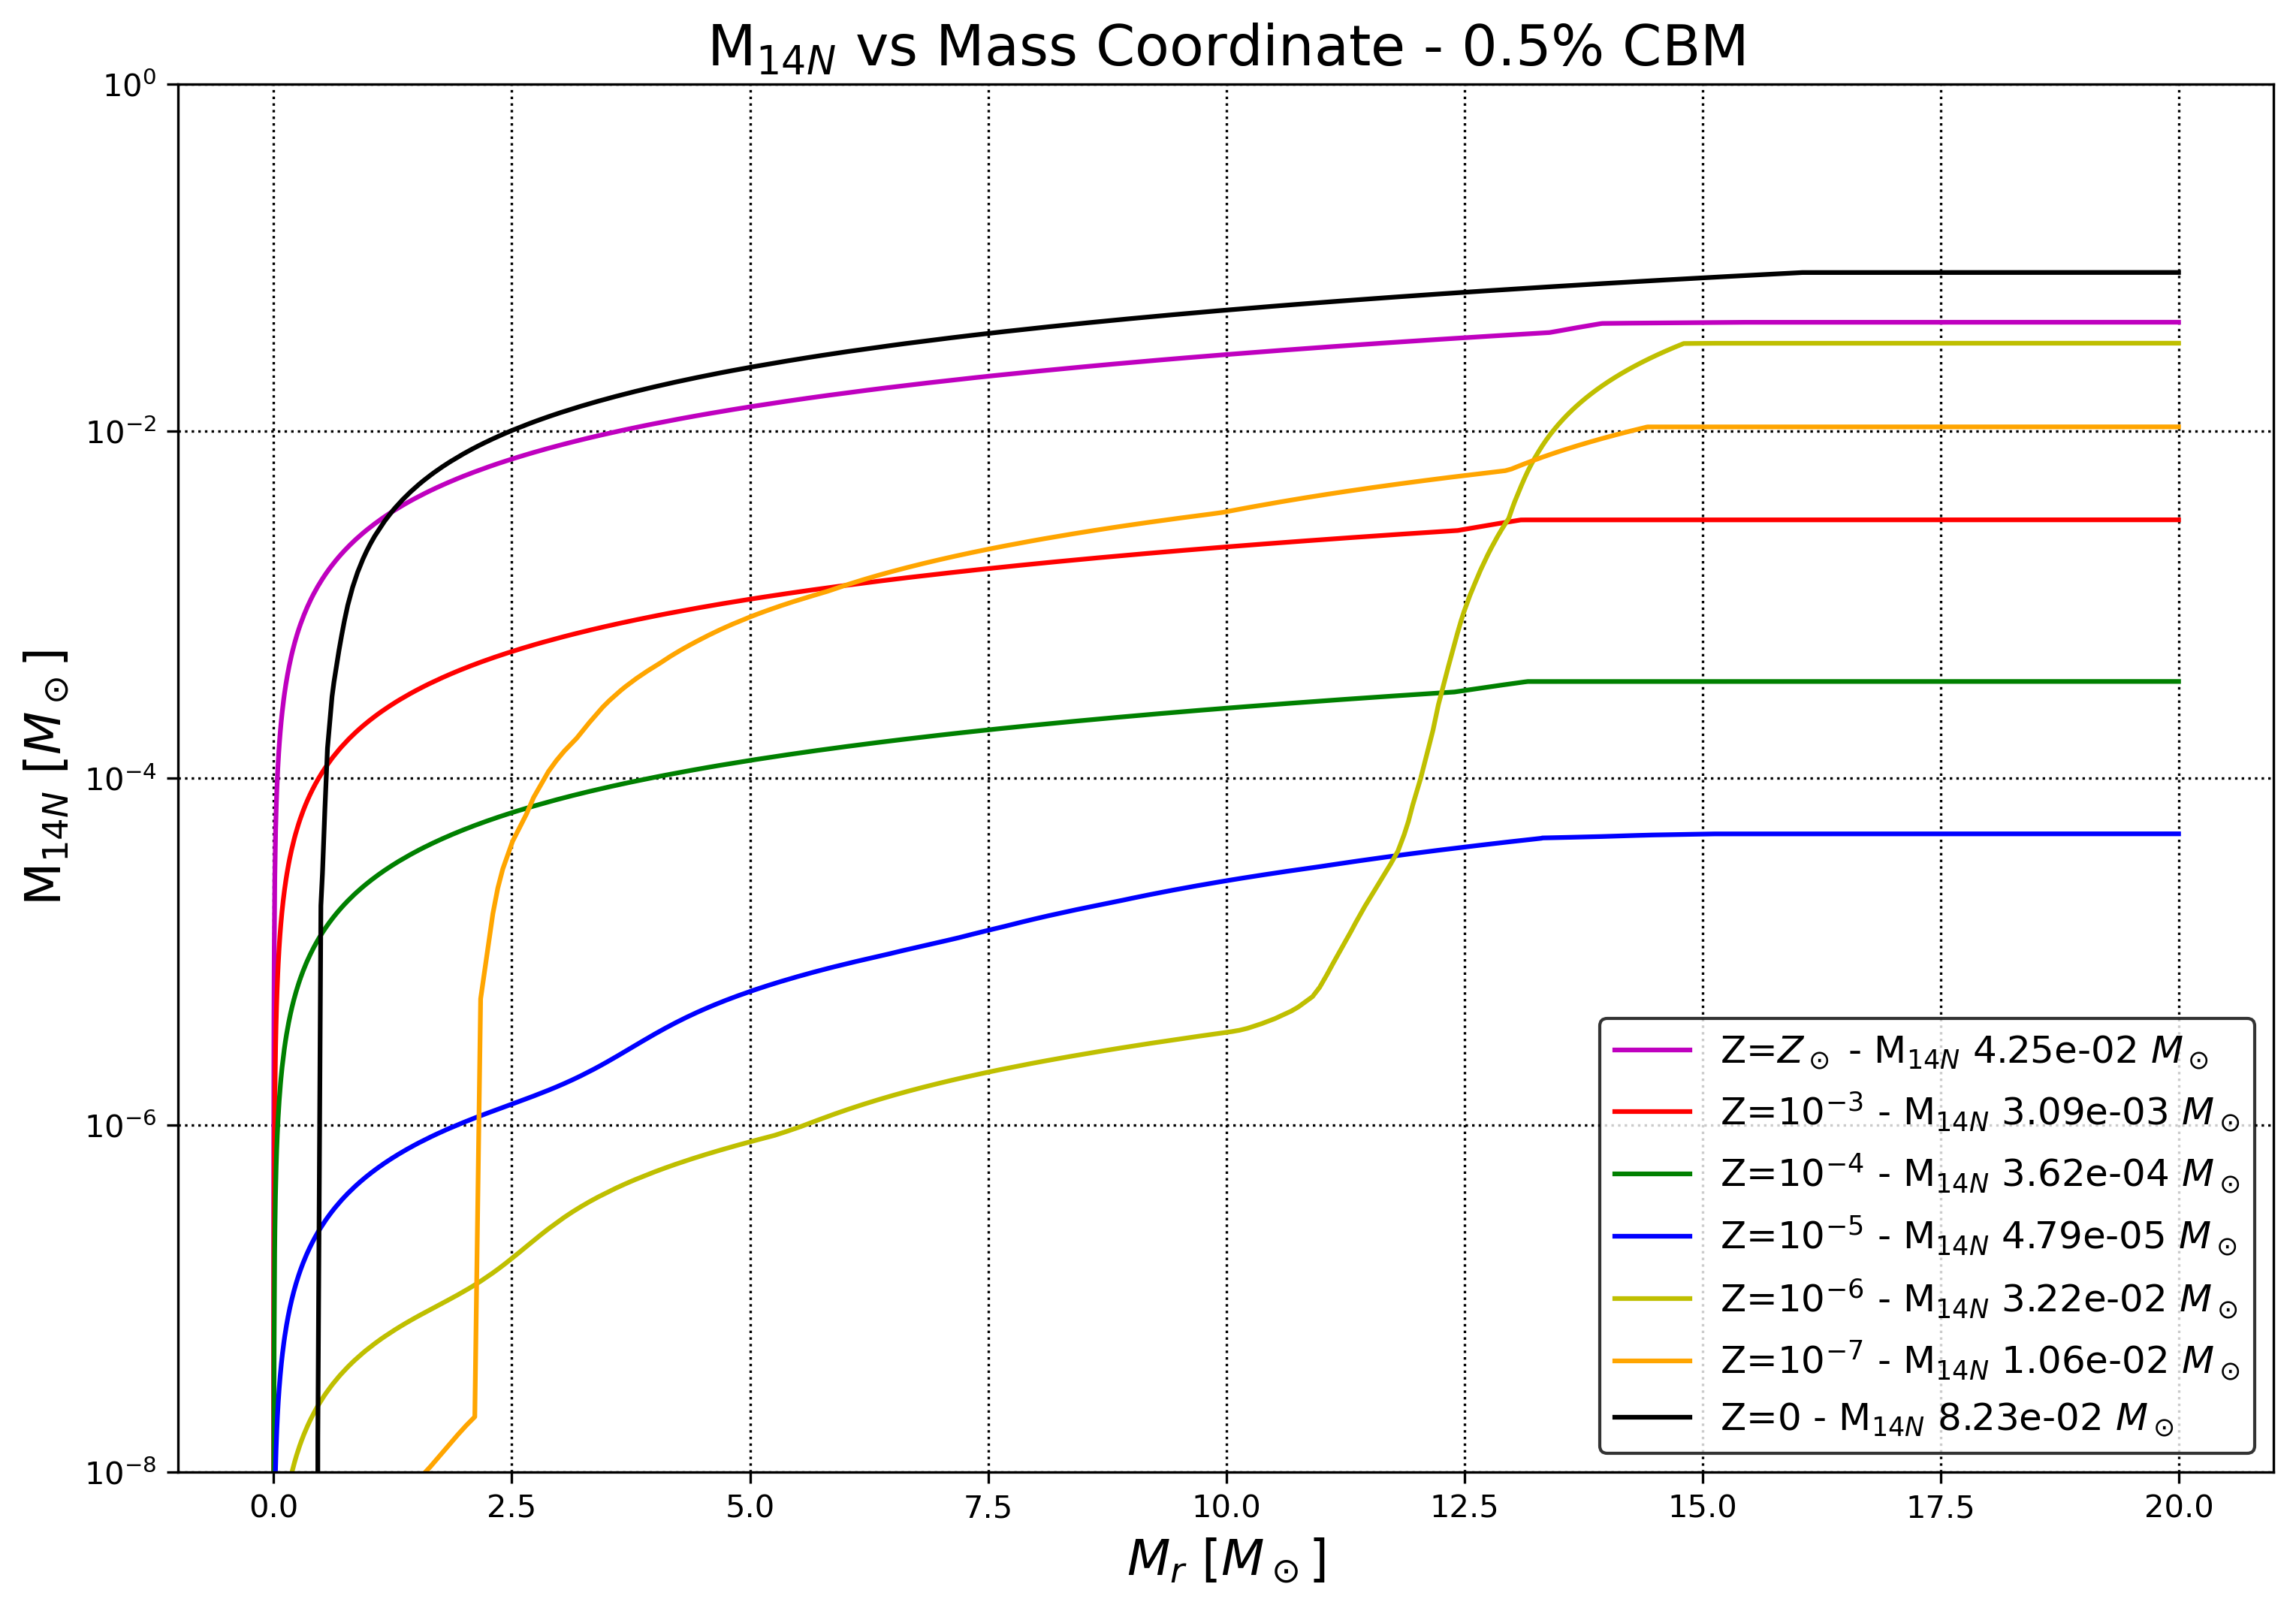 M₁₄N vs Mass Coordinate - 0.5% CBM
10⁰
10⁻²
10⁻⁴
10⁻⁶
10⁻⁸
M₁₄N [M⊙]
0.0 2.5 5.0 7.5 10.0 12.5 15.0 17.5 20.0
Mᵣ [M⊙]
Z=Z⊙ - M₁₄N 4.25e-02 M⊙
Z=10⁻³ - M₁₄N 3.09e-03 M⊙
Z=10⁻⁴ - M₁₄N 3.62e-04 M⊙
Z=10⁻⁵ - M₁₄N 4.79e-05 M⊙
Z=10⁻⁶ - M₁₄N 3.22e-02 M⊙
Z=10⁻⁷ - M₁₄N 1.06e-02 M⊙
Z=0 - M₁₄N 8.23e-02 M⊙